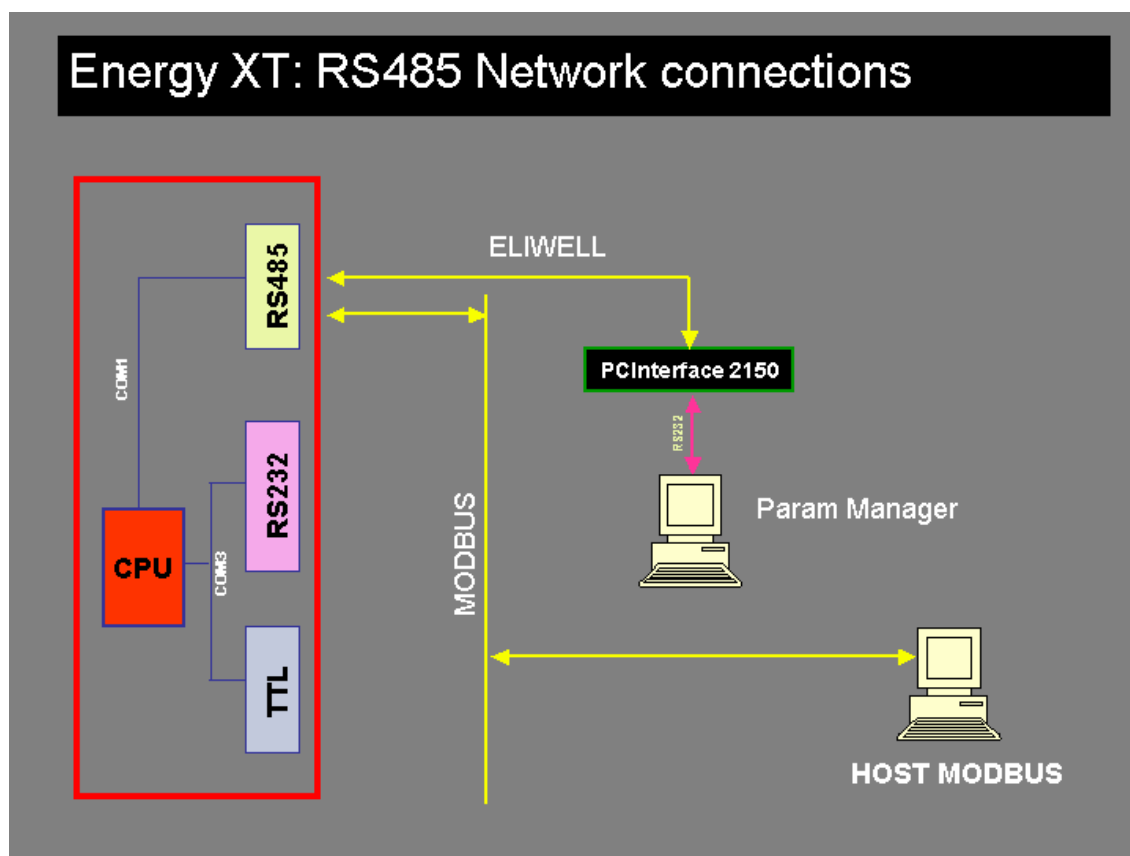 Energy XT: RS485 Network connections
ELIWELL
RS485
COM1
PCInterface 2150
RS232
RS232
Param Manager
MODBUS
CPU
COM3
TTL
HOST MODBUS